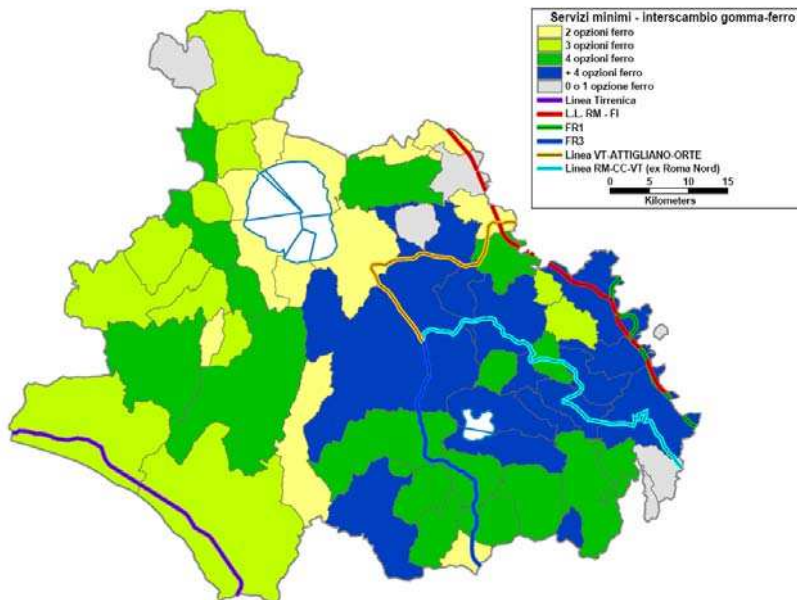 Servizi minimi - interscambio gomma-ferro
2 opzioni ferro
3 opzioni ferro
4 opzioni ferro
+ 4 opzioni ferro
0 o 1 opzione ferro
Linea Tirrenica
L.L. RM - FI
FR1
FR3
Linea VT-ATTIGLIANO-ORTE
Linea RM-CC-VT (ex Roma Nord)
0 5 10 15
Kilometers